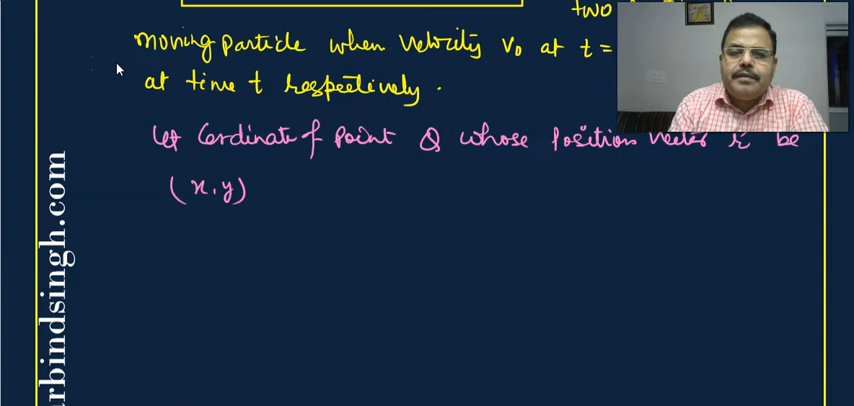 two
moving particle when velocity v₀ at t =
at time t respectively.
let Cordinate of point Q whose position vector be
(x, y)
rbindsingh.com